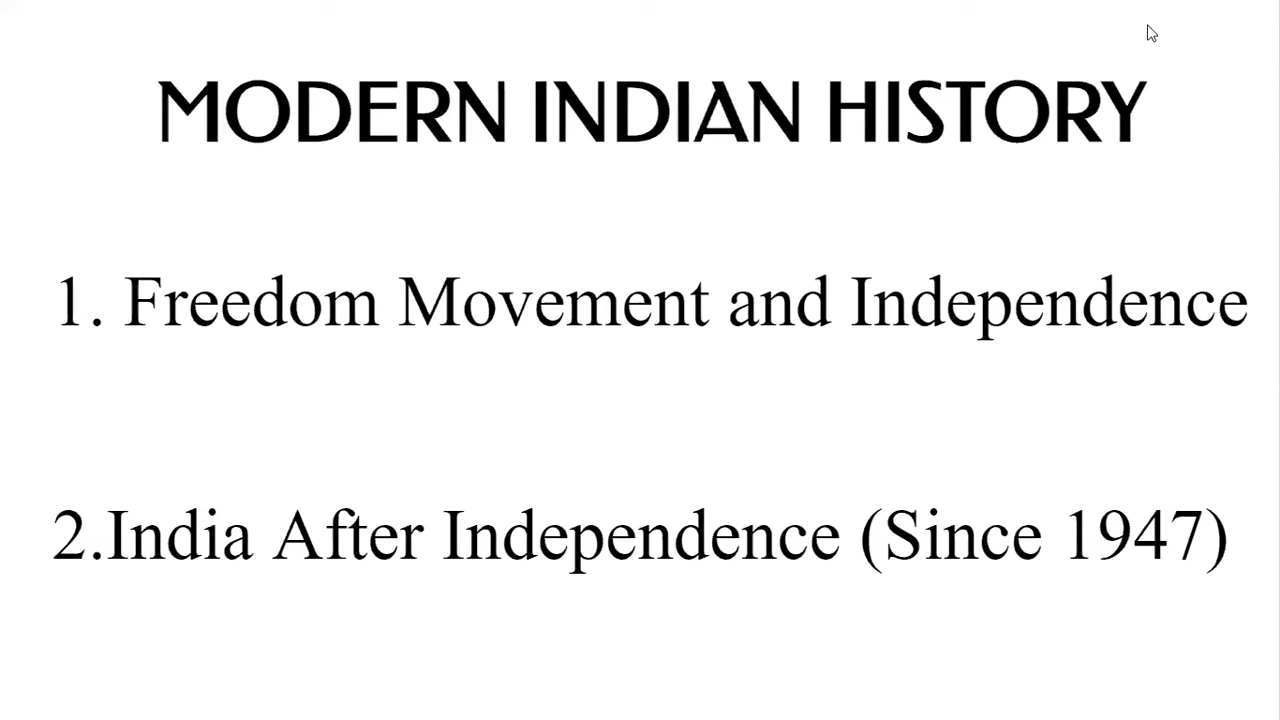 MODERN INDIAN HISTORY
1. Freedom Movement and Independence
2.India After Independence (Since 1947)